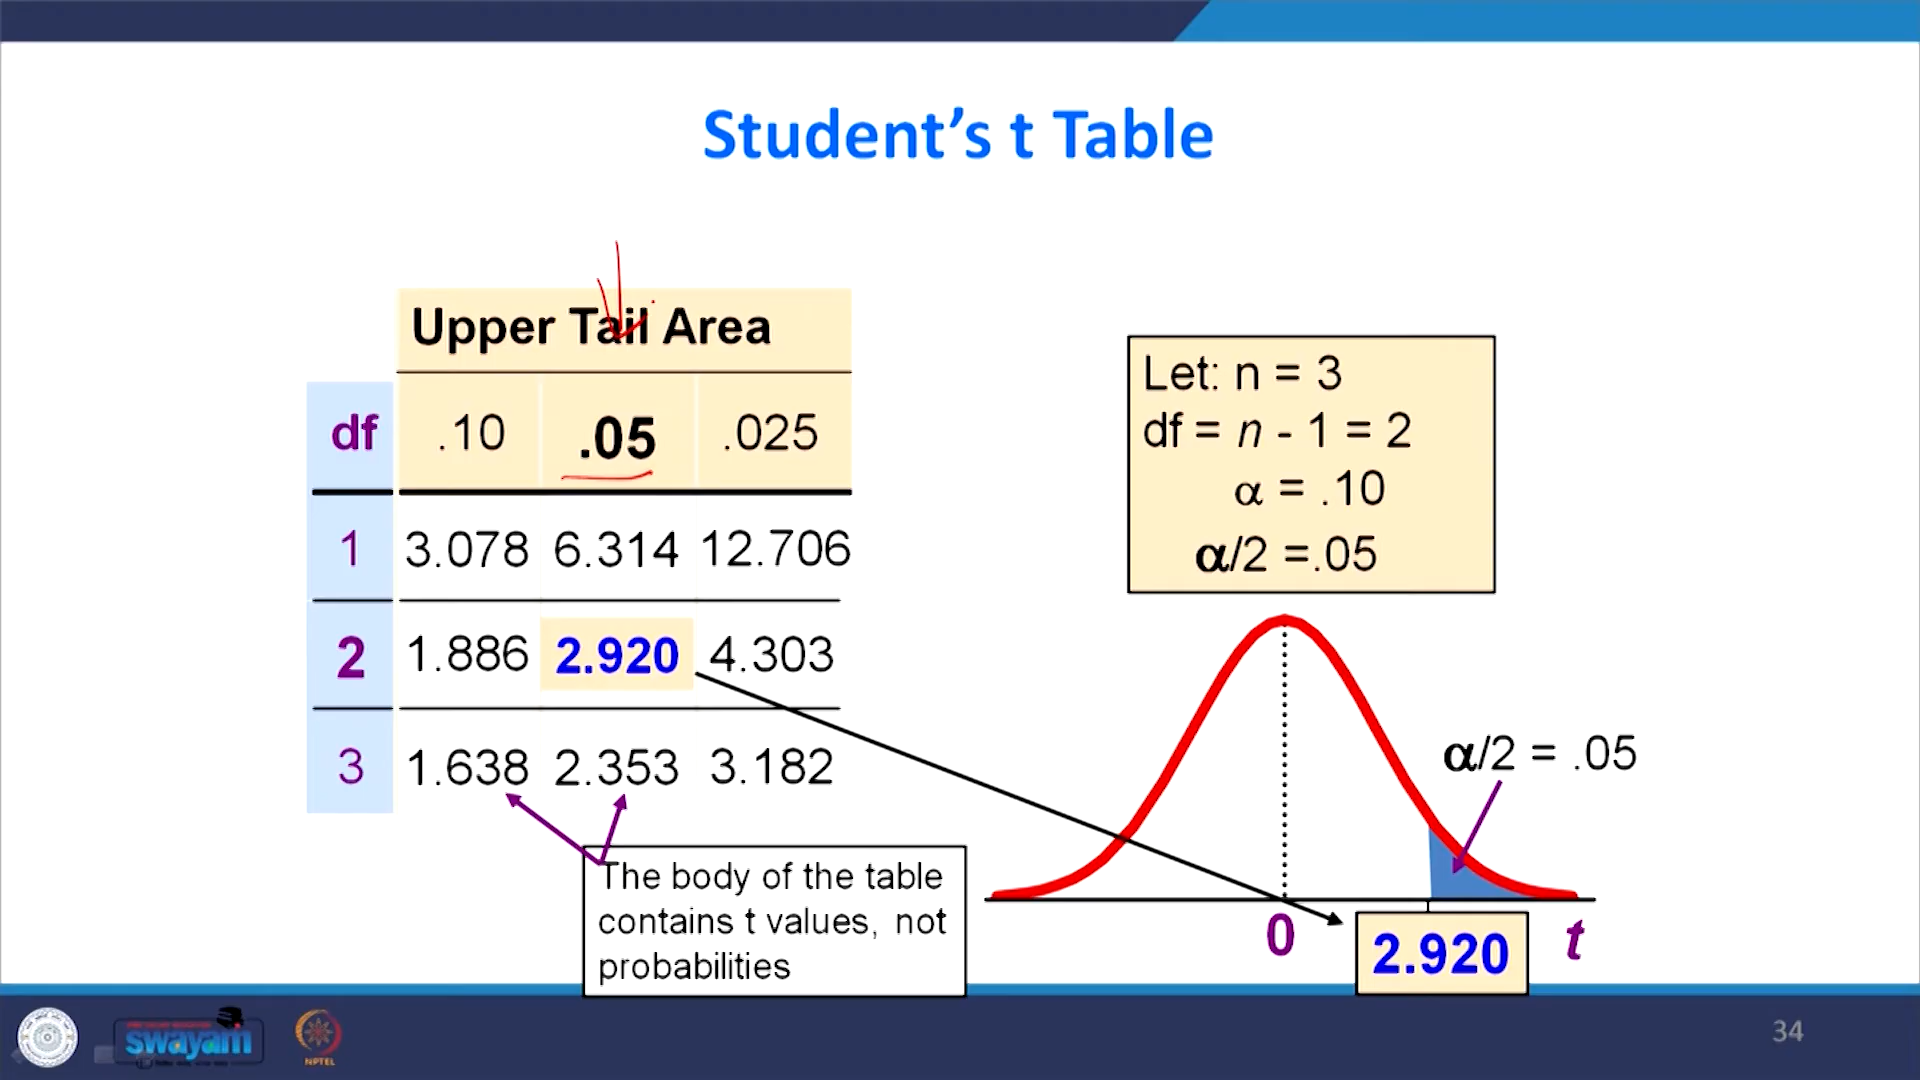 Student's t Table
Upper Tail Area
df .10 .05 .025
1 3.078 6.314 12.706
2 1.886 2.920 4.303
3 1.638 2.353 3.182
The body of the table
contains t values, not
probabilities
Let: n = 3
df = n - 1 = 2
α = .10
α/2 =.05
α/2 = .05
0
2.920
t
swayam
NPTEL
34